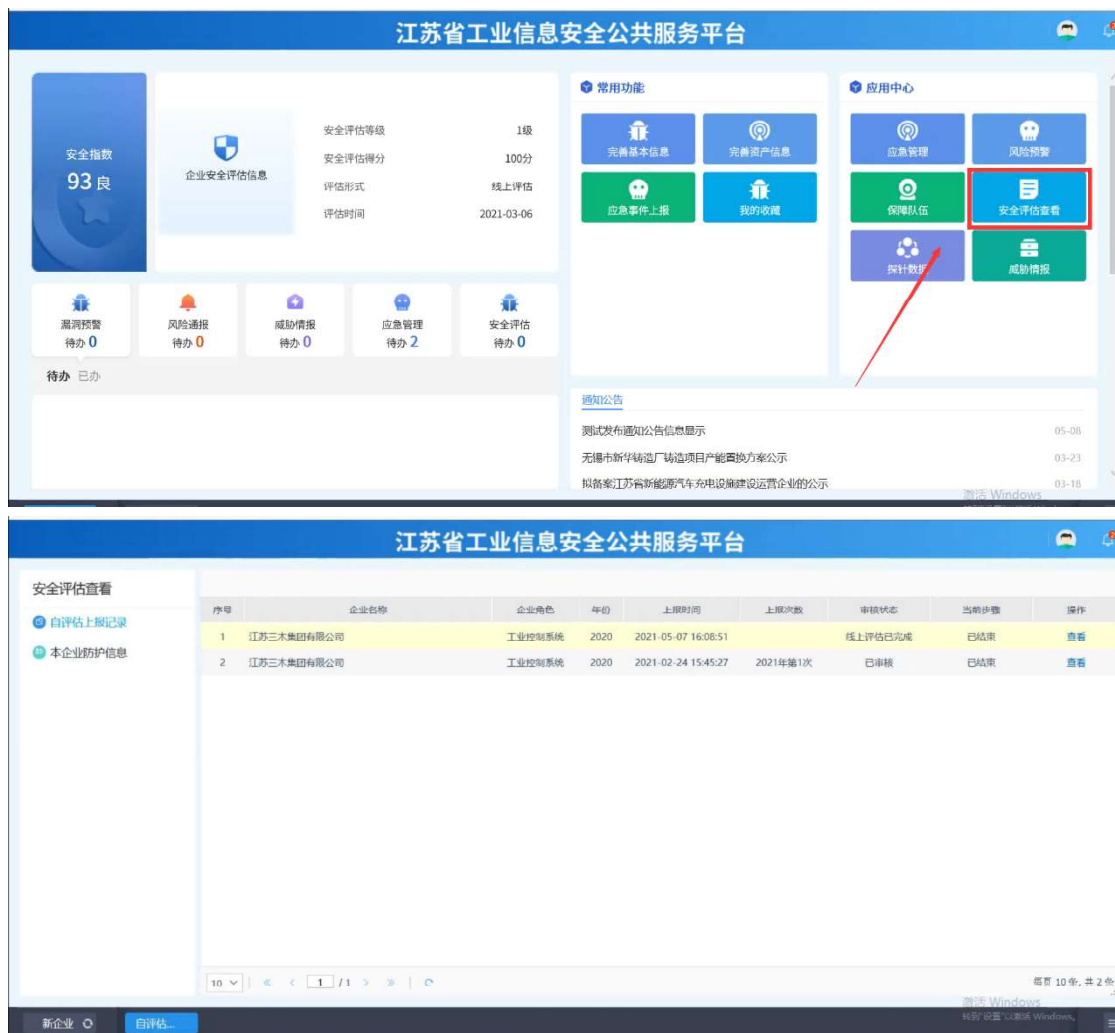 江苏省工业信息安全公共服务平台
安全指数
93 良
企业安全评估信息
安全评估等级 1级
安全评估得分 100分
评估形式 线上评估
评估时间 2021-03-06
常用功能
完善基本信息 完善资产信息
应急事件上报 我的收藏
应用中心
应急管理 风险预警
保障队伍 安全评估查看
探针数据 威胁情报
漏洞预警 风险通报 威胁情报 应急管理 安全评估
待办 0 待办 0 待办 0 待办 2 待办 0
待办 已办
通知公告
测试发布通知公告信息显示 05-08
无锡市新华铸造厂铸造项目产能置换方案公示 03-23
拟备案江苏省新能源汽车充电设施建设运营企业的公示 03-18
激活 Windows
江苏省工业信息安全公共服务平台
安全评估查看
自评估上报记录
本企业防护信息
序号 企业名称 企业角色 年份 上报时间 上报次数 审核状态 当前步骤 操作
1 江苏三木集团有限公司 工业控制系统 2020 2021-05-07 16:08:51 线上评估已完成 已结束 查看
2 江苏三木集团有限公司 工业控制系统 2020 2021-02-24 15:45:27 2021年第1次 已审核 已结束 查看
10 1 /1
每页 10 条, 共 2 条
激活 Windows
转到"设置"以激活 Windows。
新企业 自评估...